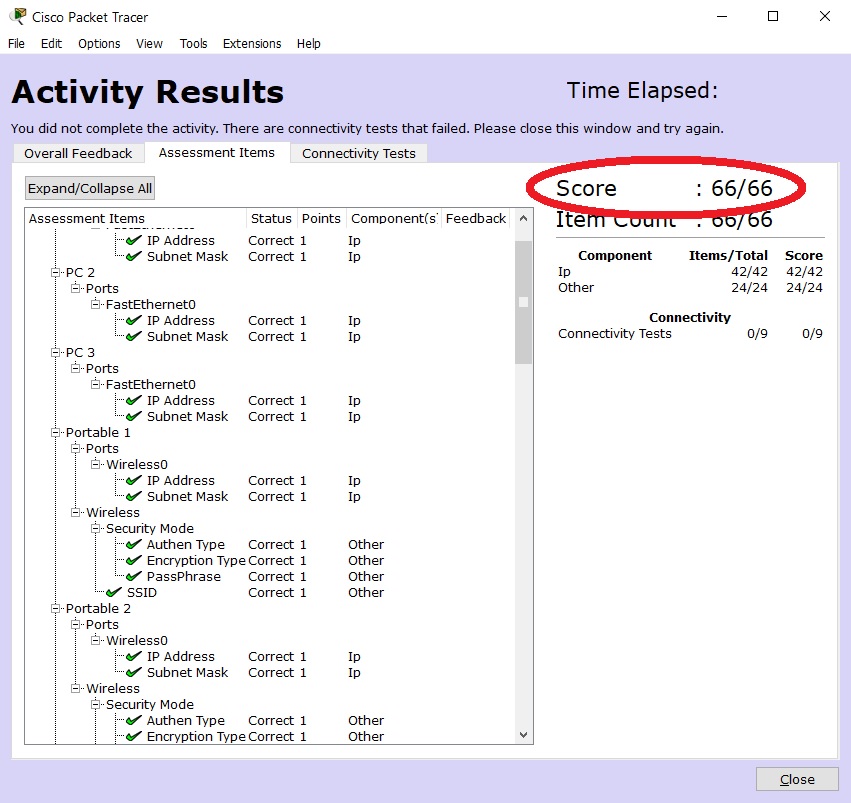 Cisco Packet Tracer
File Edit Options View Tools Extensions Help
Activity Results
Time Elapsed:
You did not complete the activity. There are connectivity tests that failed. Please close this window and try again.
Overall Feedback Assessment Items Connectivity Tests
Expand/Collapse All
Assessment Items Status Points Component(s' Feedback
IP Address Correct 1 Ip
Subnet Mask Correct 1 Ip
PC 2
Ports
FastEthernet0
IP Address Correct 1 Ip
Subnet Mask Correct 1 Ip
PC 3
Ports
FastEthernet0
IP Address Correct 1 Ip
Subnet Mask Correct 1 Ip
Portable 1
Ports
Wireless0
IP Address Correct 1 Ip
Subnet Mask Correct 1 Ip
Wireless
Security Mode
Authen Type Correct 1 Other
Encryption Type Correct 1 Other
PassPhrase Correct 1 Other
SSID Correct 1 Other
Portable 2
Ports
Wireless0
IP Address Correct 1 Ip
Subnet Mask Correct 1 Ip
Wireless
Security Mode
Authen Type Correct 1 Other
Encryption Type Correct 1 Other
Score : 66/66
Item Count : 66/66
Component Items/Total Score
Ip 42/42 42/42
Other 24/24 24/24
Connectivity
Connectivity Tests 0/9 0/9
Close